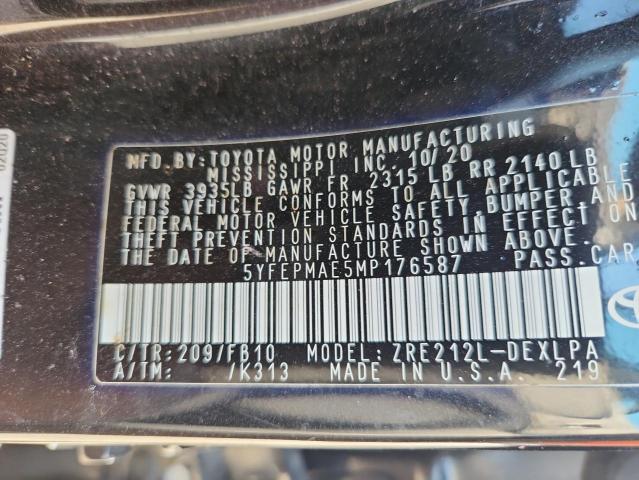 MFD. BY: TOYOTA MOTOR MANUFACTURING
MISSISSIPPI INC. 10/20
GVWR 3935LB GAWR FR 2315 LB RR 2140 LB
THIS VEHICLE CONFORMS TO ALL APPLICABLE
FEDERAL MOTOR VEHICLE SAFETY, BUMPER, AND
THEFT PREVENTION STANDARDS IN EFFECT ON
THE DATE OF MANUFACTURE SHOWN ABOVE.
5YFEPMAE5MP176587 PASS.CAR
C/TR: 209/FB10 MODEL: ZRE212L-DEXLPA
A/TM: /K313 MADE IN U.S.A. 219